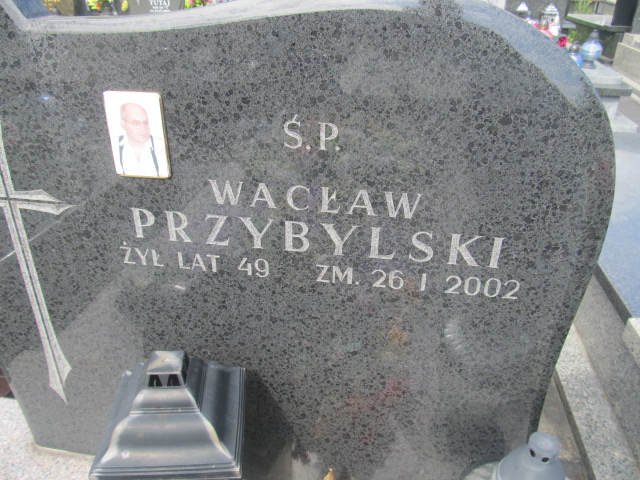 Ś.P.
WACŁAW
PRZYBYLSKI
ŻYŁ LAT 49 ZM. 26 I 2002